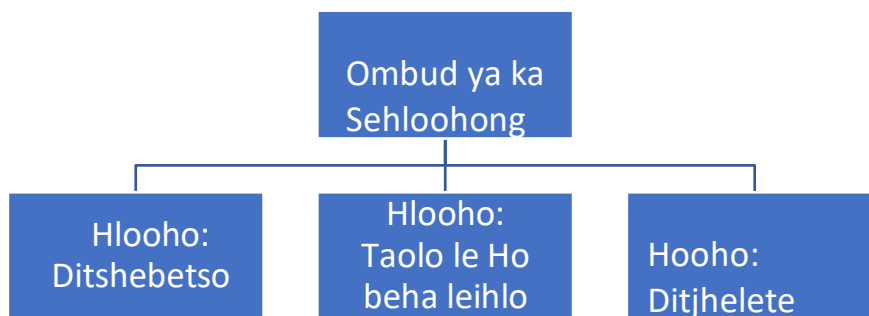 Ombud ya ka
Sehloohong
Hlooho:
Ditshebetso
Hlooho:
Taolo le Ho
beha leihlo
Hooho:
Ditjhelete